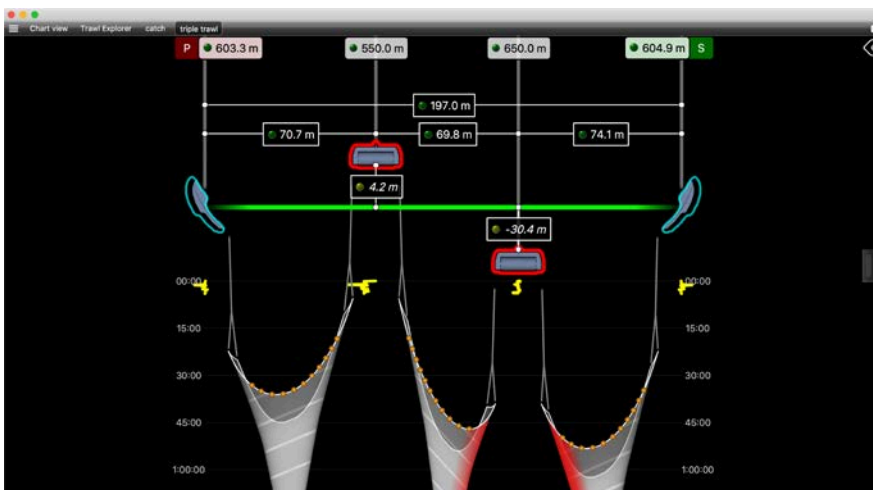 Chart view Trawl Explorer catch triple trawl
P 603.3 m 550.0 m 650.0 m 604.9 m S
197.0 m
70.7 m 69.8 m 74.1 m
4.2 m
-30.4 m
00:00 00:00
15:00 15:00
30:00 30:00
45:00 45:00
1:00:00 1:00:00